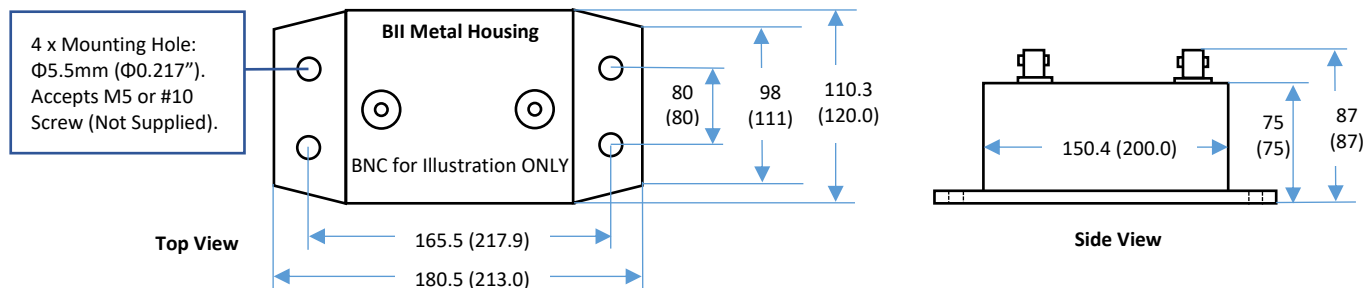 4 x Mounting Hole:
Φ5.5mm (Φ0.217”).
Accepts M5 or #10
Screw (Not Supplied).
BII Metal Housing
BNC for Illustration ONLY
80
(80)
98
(111)
110.3
(120.0)
165.5 (217.9)
180.5 (213.0)
Top View
150.4 (200.0)
75
(75)
87
(87)
Side View